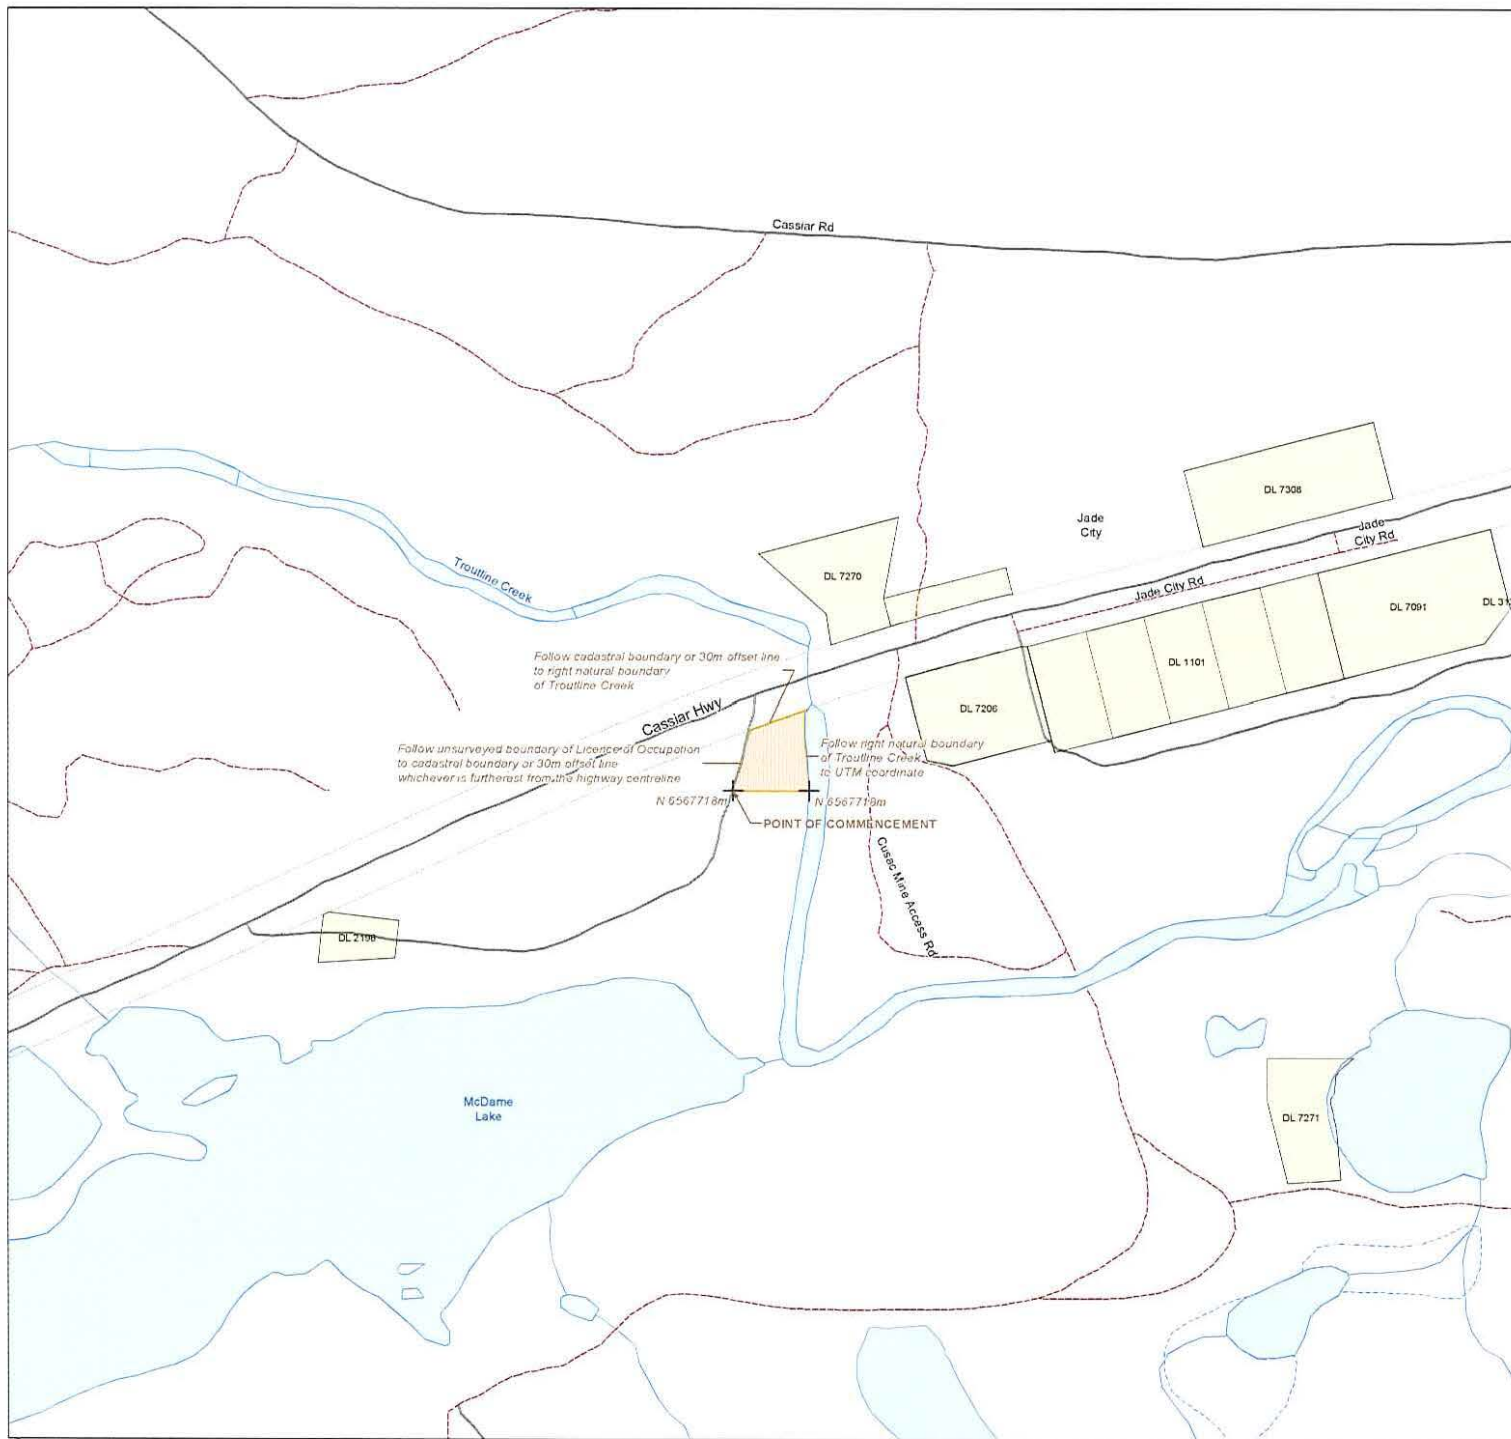 Cassiar Rd
DL 7308
Jade
City
Jade
City Rd
DL 7270
Troutline Creek
Jade City Rd
DL 7091
DL 31
Follow cadastral boundary or 30m offset line
to right natural boundary
of Troutline Creek
DL 1101
DL 7206
Cassiar Hwy
Follow unsurveyed boundary of Licence of Occupation
to cadastral boundary or 30m offset line
whichever is furtherest from the highway centreline
Follow right natural boundary
of Troutline Creek
to UTM coordinate
N 6567718m
N 6567718m
POINT OF COMMENCEMENT
Cusac Mine Access Rd
DL 2198
McDame
Lake
DL 7271